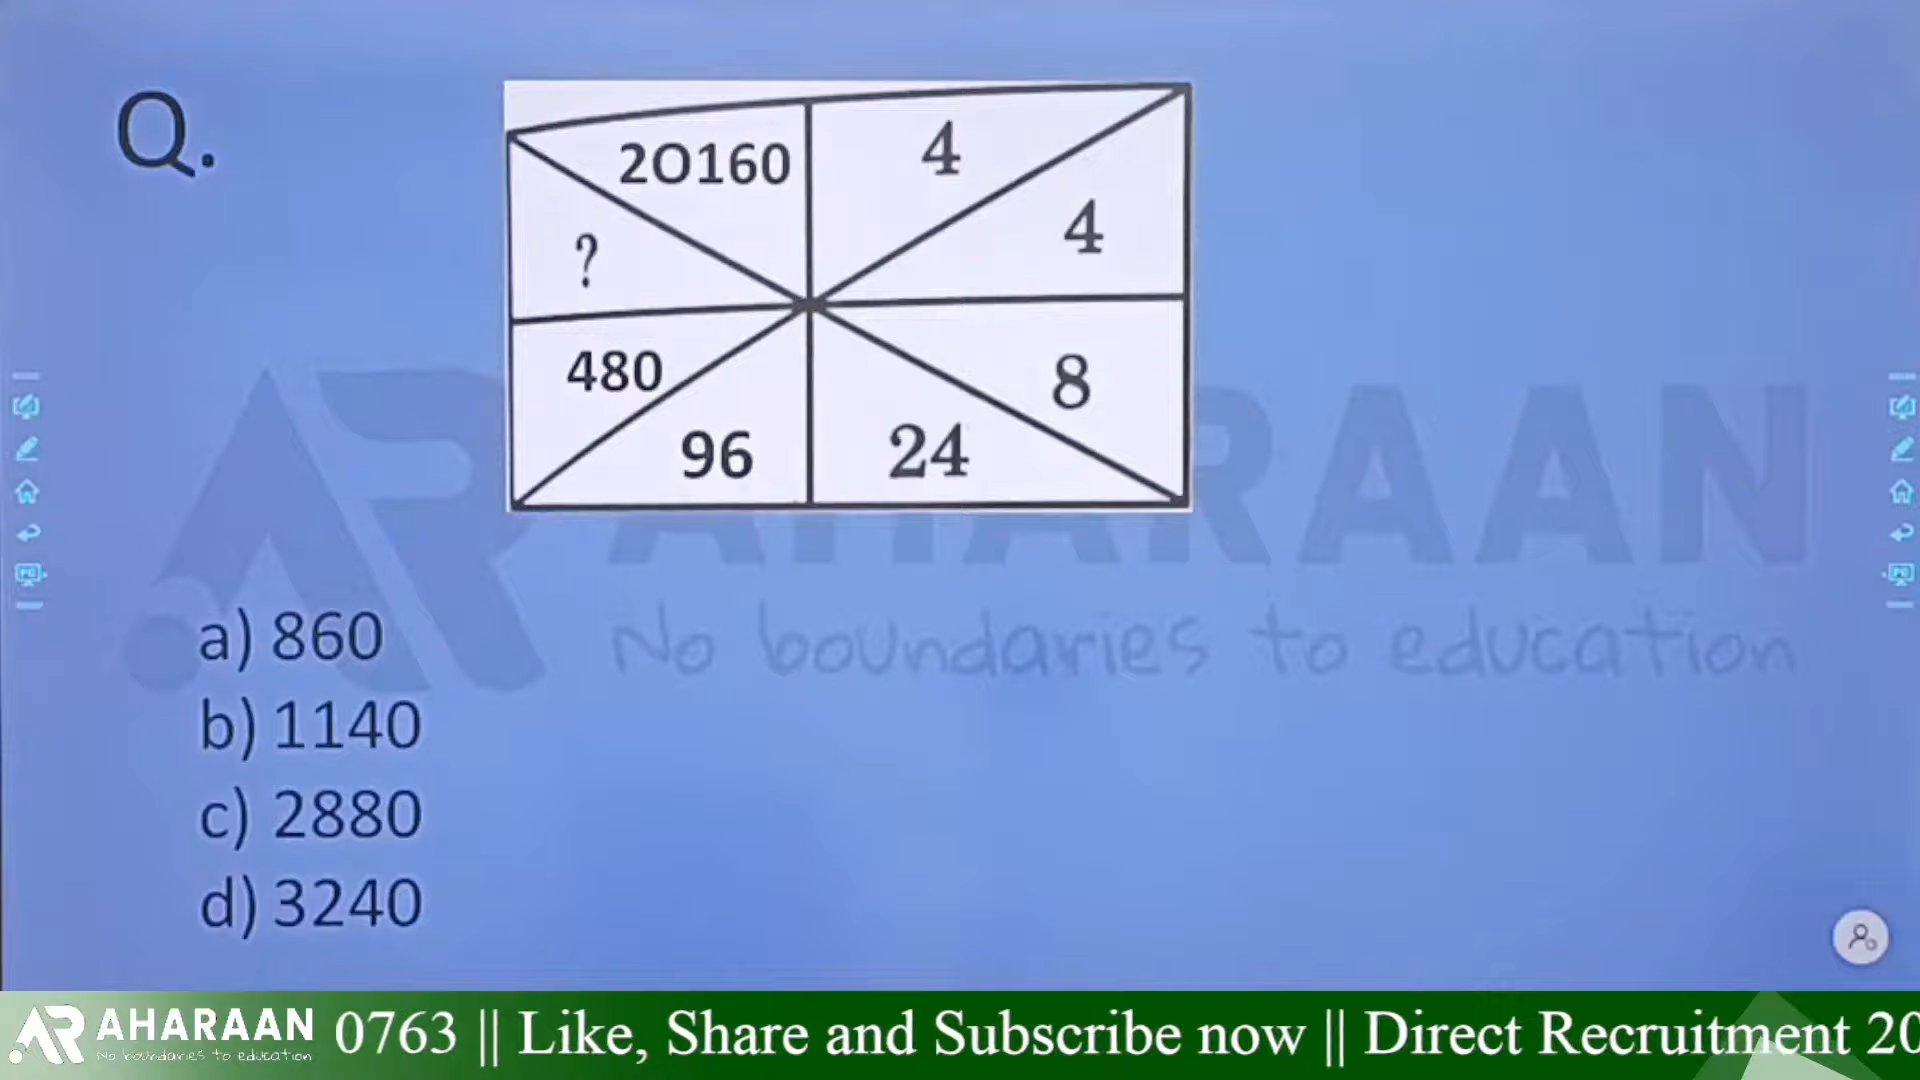 Q.
2O160 4
? 4
480 8
96 24
AHARAAN
No boundaries to education
a) 860
b) 1140
c) 2880
d) 3240
AHARAAN 0763 || Like, Share and Subscribe now || Direct Recruitment 20
No boundaries to education